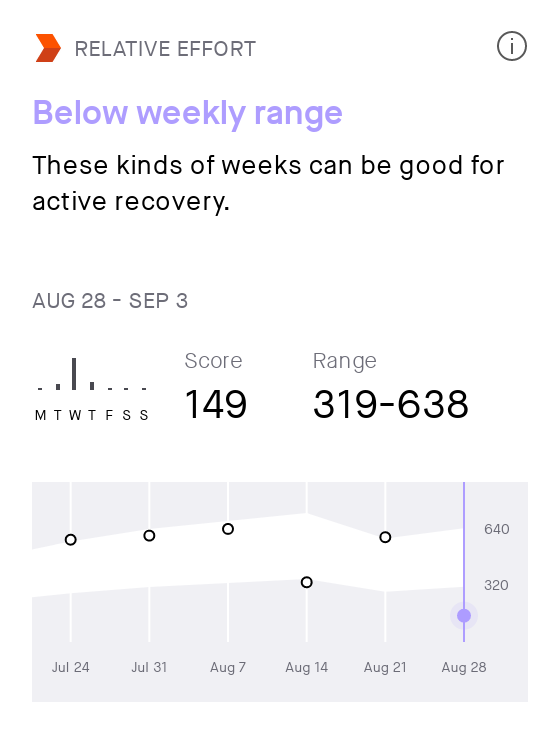 RELATIVE EFFORT
Below weekly range
These kinds of weeks can be good for
active recovery.
AUG 28 - SEP 3
Score Range
149 319-638
M T W T F S S
640
320
Jul 24 Jul 31 Aug 7 Aug 14 Aug 21 Aug 28